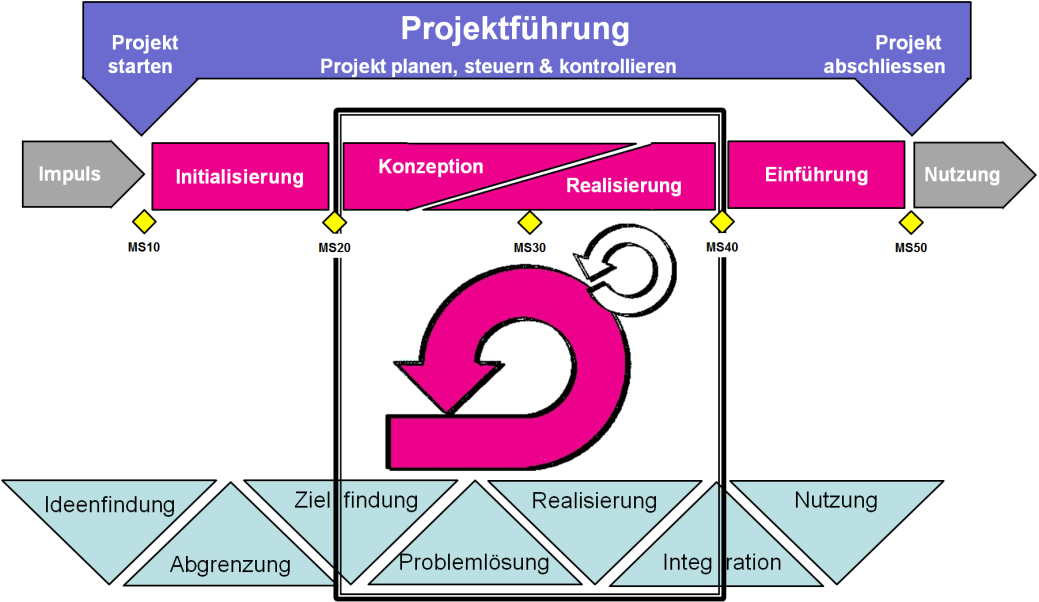 Projektführung
Projekt planen, steuern & kontrollieren
Projekt
starten
Projekt
abschliessen
Impuls
Initialisierung
Konzeption
Realisierung
Einführung
Nutzung
MS10
MS20
MS30
MS40
MS50
Ideenfindung
Abgrenzung
Zielfindung
Problemlösung
Realisierung
Integration
Nutzung